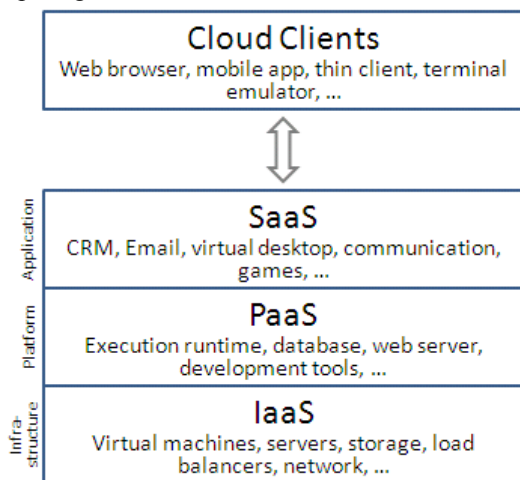 Cloud Clients
Web browser, mobile app, thin client, terminal
emulator, ...
Application
SaaS
CRM, Email, virtual desktop, communication,
games, ...
Platform
PaaS
Execution runtime, database, web server,
development tools, ...
Infra-
structure
IaaS
Virtual machines, servers, storage, load
balancers, network, ...